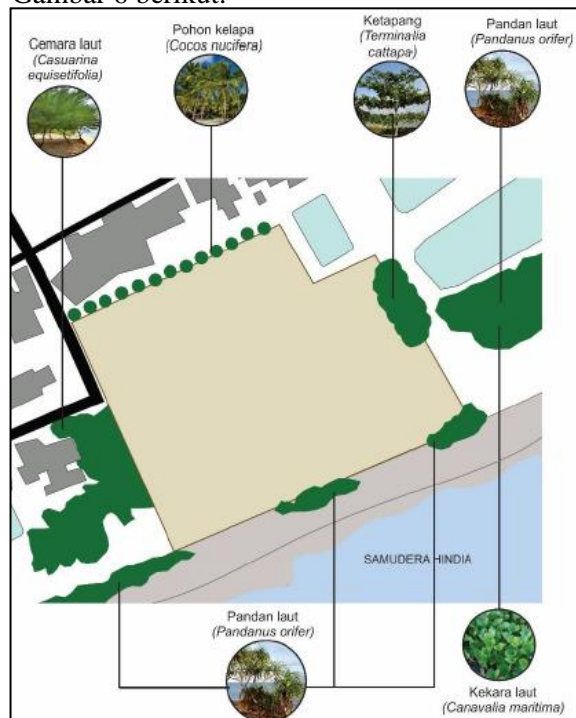 Gambar 6 berikut:
Cemara laut
(Casuarina
equisetifolia)
Pohon kelapa
(Cocos nucifera)
Ketapang
(Terminalia
cattapa)
Pandan laut
(Pandanus orifer)
SAMUDERA HINDIA
Pandan laut
(Pandanus orifer)
Kekara laut
(Canavalia maritima)